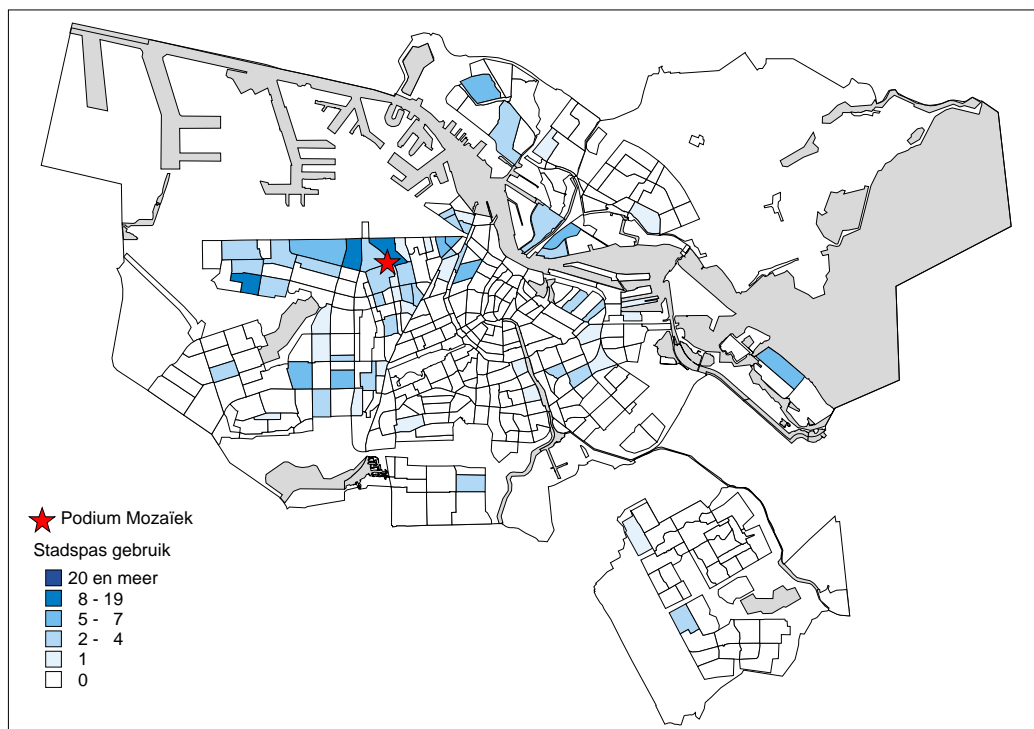 Podium Mozaïek
Stadspas gebruik
20 en meer
8 - 19
5 - 7
2 - 4
1
0